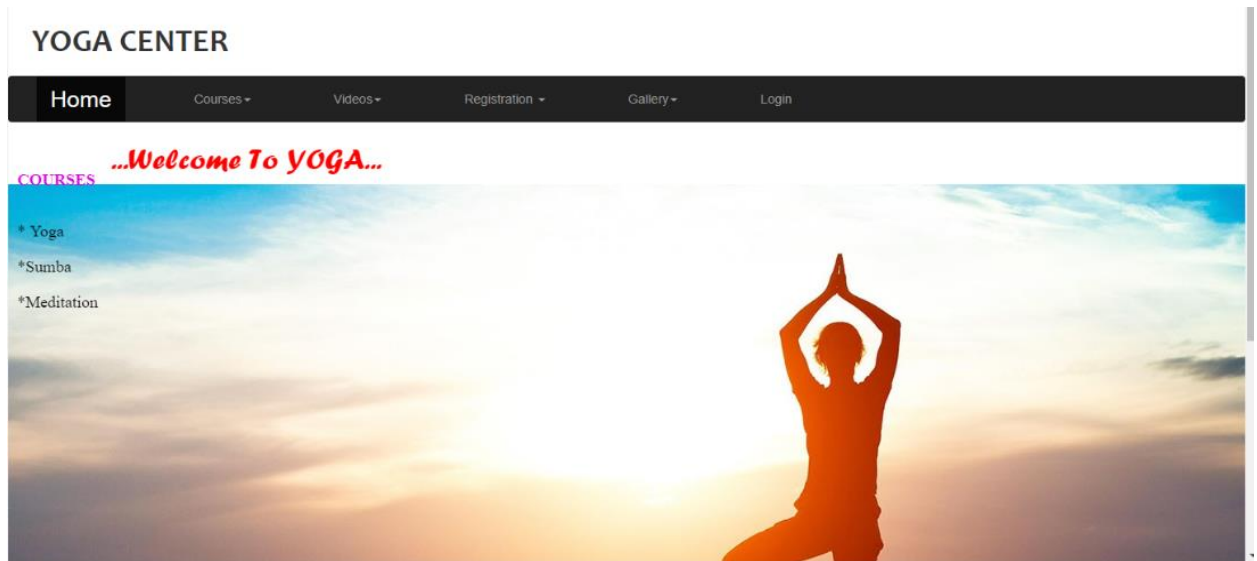 YOGA CENTER
Home Courses Videos Registration Gallery Login
...Welcome To YOGA...
COURSES
* Yoga
*Sumba
*Meditation